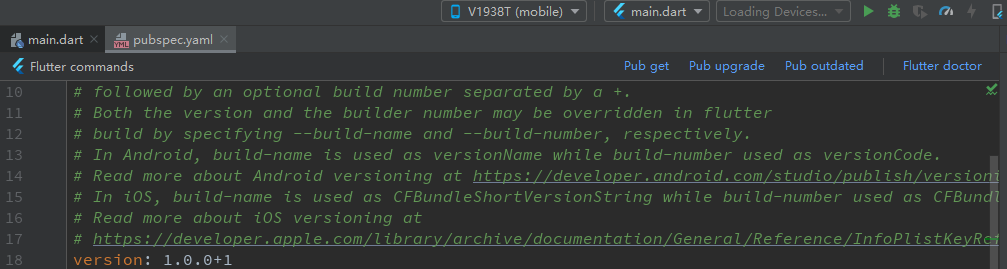 V1938T (mobile) main.dart Loading Devices...
main.dart pubspec.yaml
Flutter commands Pub get Pub upgrade Pub outdated Flutter doctor
10 # followed by an optional build number separated by a +.
11 # Both the version and the builder number may be overridden in flutter
12 # build by specifying --build-name and --build-number, respectively.
13 # In Android, build-name is used as versionName while build-number used as versionCode.
14 # Read more about Android versioning at https://developer.android.com/studio/publish/versioni
15 # In iOS, build-name is used as CFBundleShortVersionString while build-number used as CFBundl
16 # Read more about iOS versioning at
17 # https://developer.apple.com/library/archive/documentation/General/Reference/InfoPlistKeyRef
18 version: 1.0.0+1